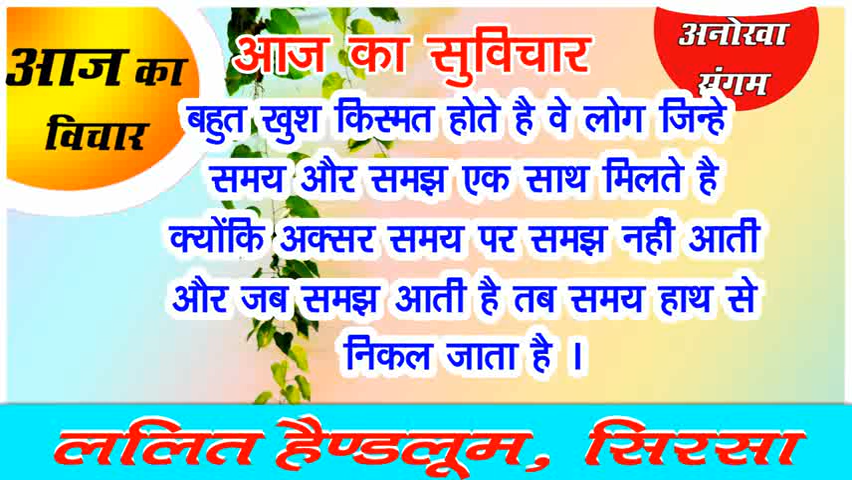 आज का
विचार
आज का सुविचार
अनोखा
संगम
बहुत खुश किस्मत होते है वे लोग जिन्हे
समय और समझ एक साथ मिलते है
क्योंकि अक्सर समय पर समझ नहीं आती
और जब समझ आती है तब समय हाथ से
निकल जाता है ।
ललित हैण्डलूम, सिरसा